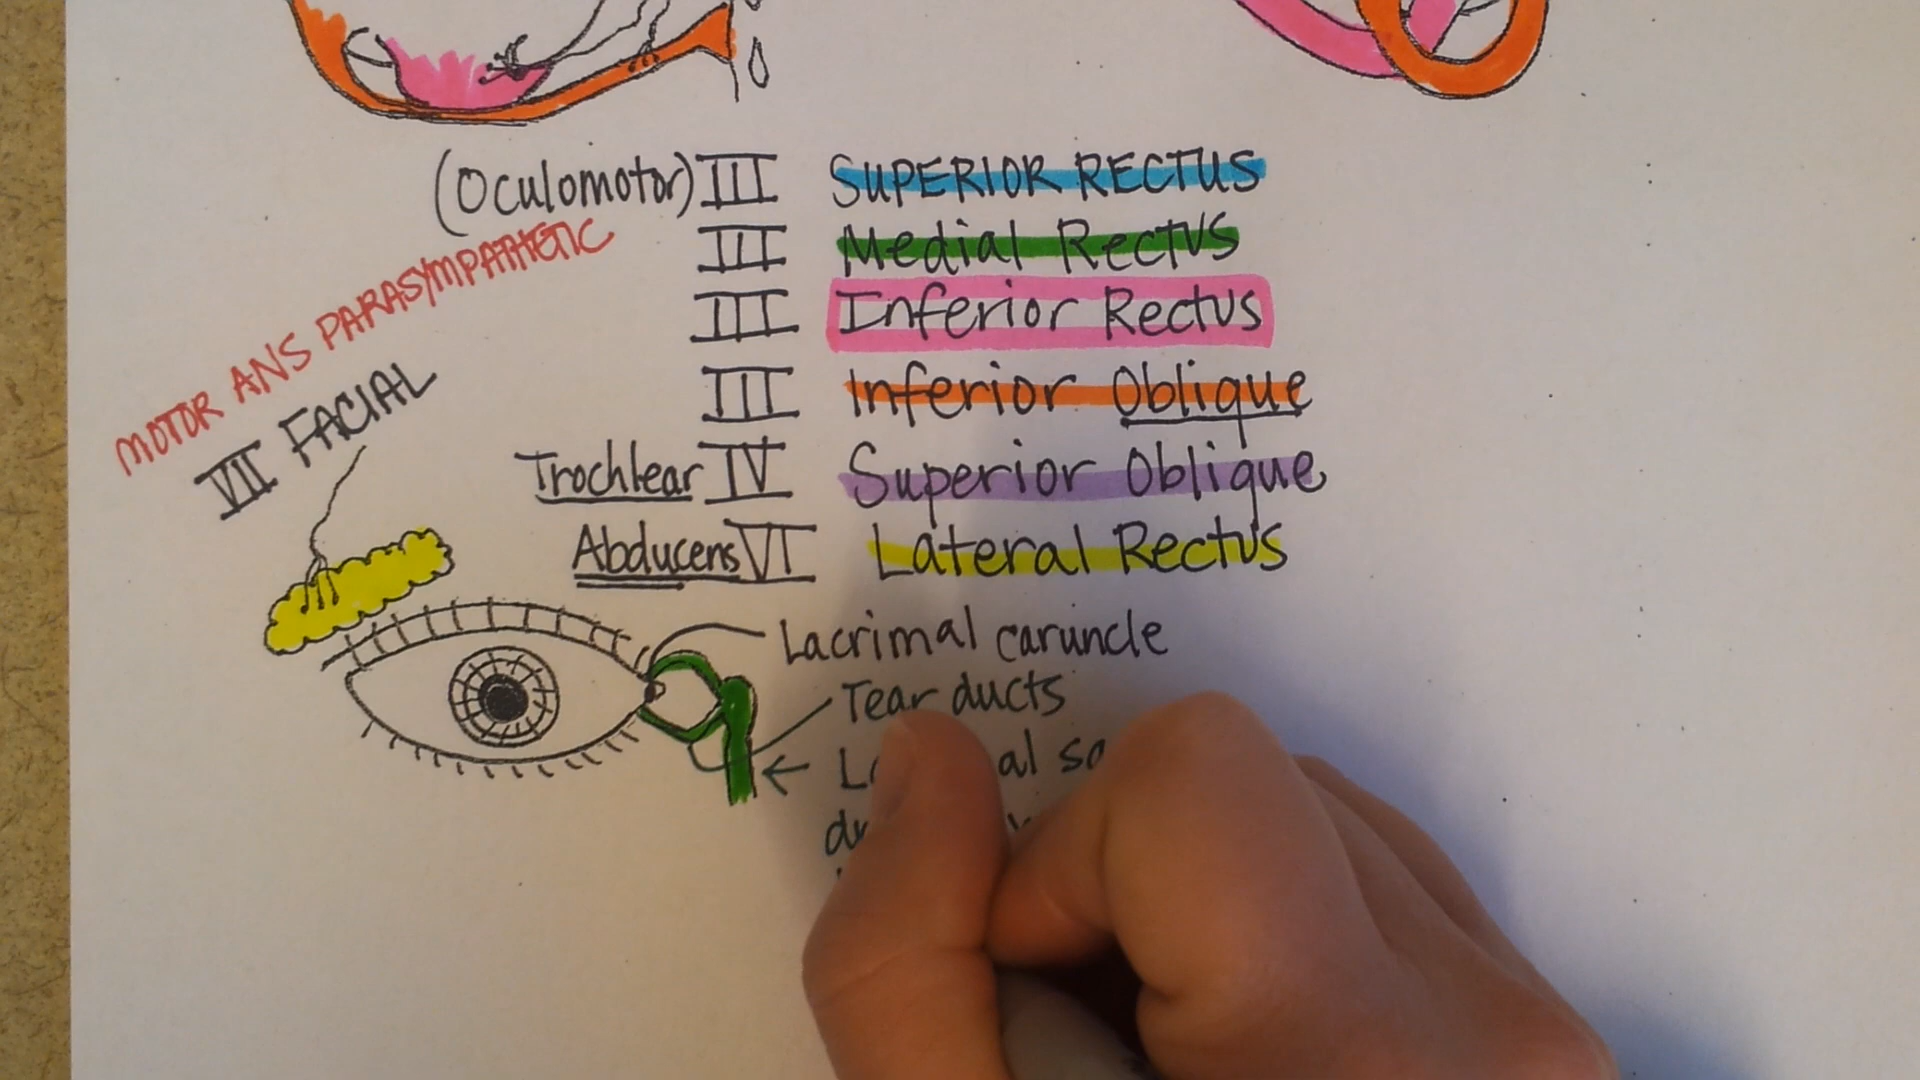 (Oculomotor) III SUPERIOR RECTUS
III Medial Rectus
III Inferior Rectus
III Inferior Oblique
Trochlear IV Superior Oblique
Abducens VI Lateral Rectus
MOTOR ANS PARASYMPATHETIC
VII FACIAL
Lacrimal caruncle
Tear ducts